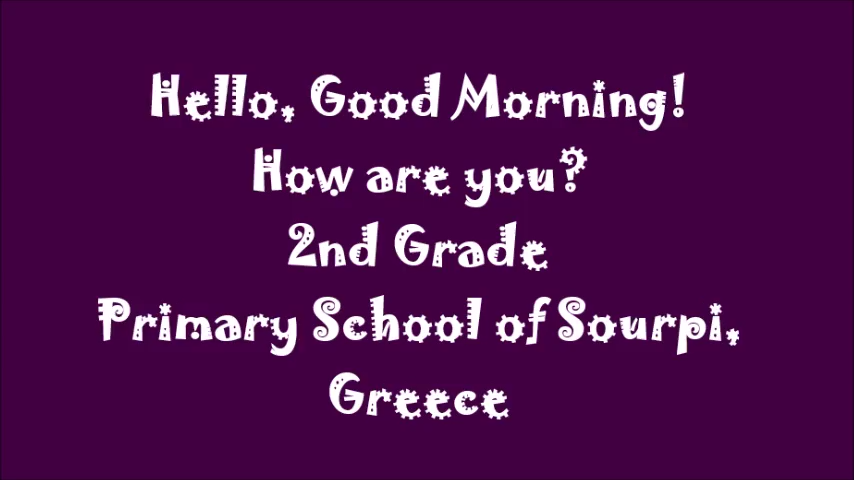 Hello, Good Morning!
How are you?
2nd Grade
Primary School of Sourpi,
Greece